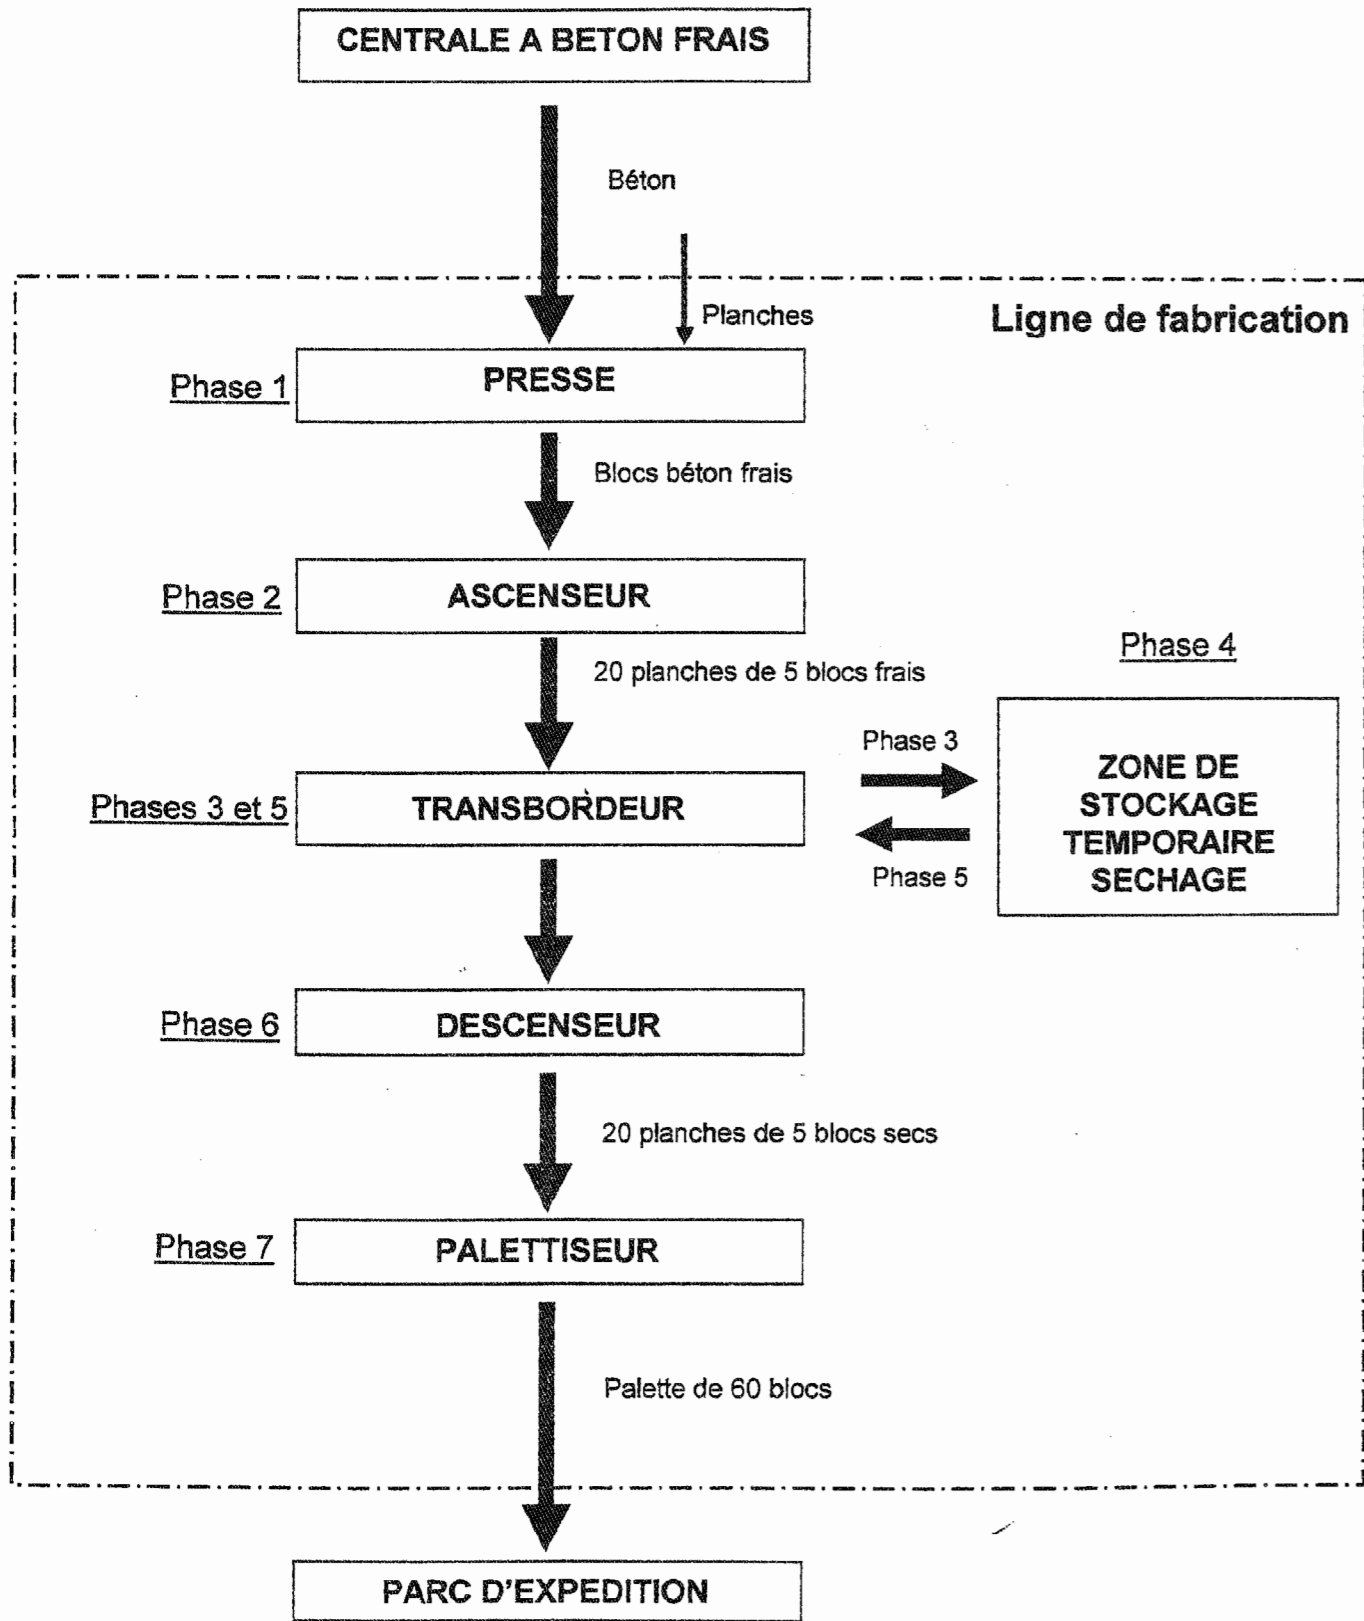 CENTRALE A BETON FRAIS
Béton
Planches
Ligne de fabrication
Phase 1
PRESSE
Blocs béton frais
Phase 2
ASCENSEUR
20 planches de 5 blocs frais
Phase 4
Phase 3
Phases 3 et 5
TRANSBORDEUR
ZONE DE
STOCKAGE
TEMPORAIRE
SECHAGE
Phase 5
Phase 6
DESCENSEUR
20 planches de 5 blocs secs
Phase 7
PALETTISEUR
Palette de 60 blocs
PARC D'EXPEDITION